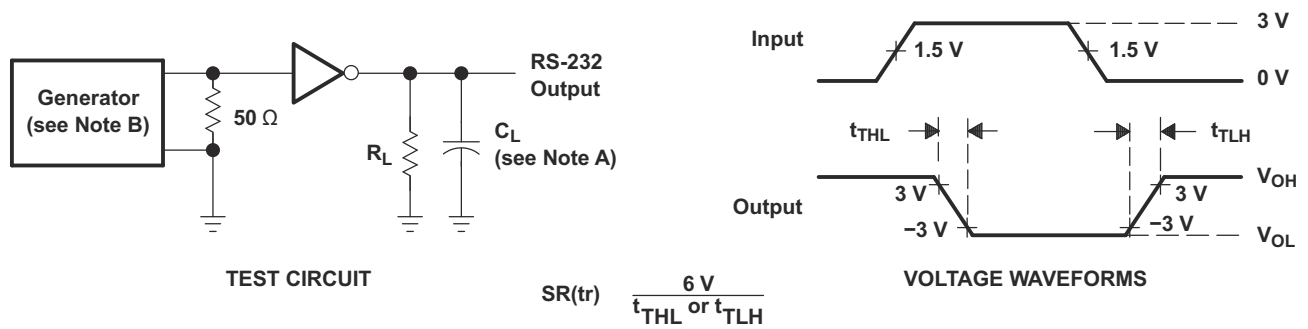 Generator
(see Note B)
50 Ω
RS-232
Output
R_L
C_L
(see Note A)
TEST CIRCUIT
Input
3 V
1.5 V
1.5 V
0 V
t_THL
t_TLH
Output
3 V
3 V
V_OH
−3 V
−3 V
V_OL
VOLTAGE WAVEFORMS
SR(tr)
6 V
t_THL or t_TLH